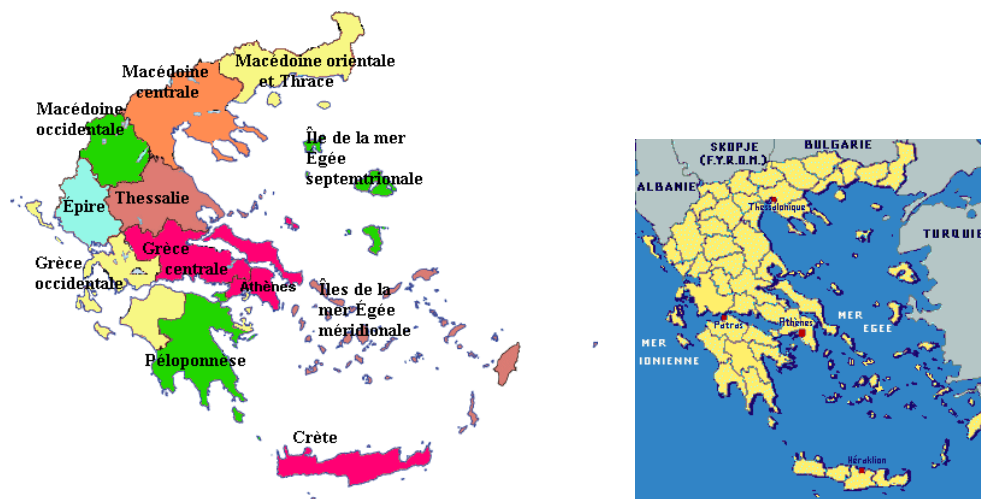 Macédoine orientale
et Thrace
Macédoine
centrale
Macédoine
occidentale
Île de la mer
Egée
septemtrionale
Thessalie
Épire
Grèce
centrale
Grèce
occidentale
Athènes
Îles de la
mer Égée
méridionale
Péloponnèse
Crète
SKOPJE
(F.Y.R.O.M.)
BULGARIE
ALBANIE
Thessalonique
TURQUIE
MER
EGEE
Patras
Athènes
MER
IONIENNE
Héraklion